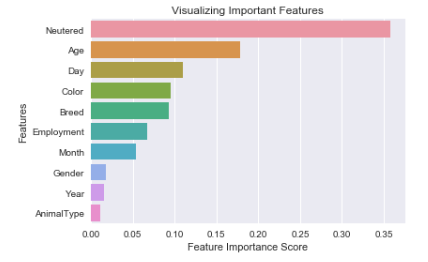 Visualizing Important Features
Neutered
Age
Day
Color
Breed
Employment
Month
Gender
Year
AnimalType
Features
0.00 0.05 0.10 0.15 0.20 0.25 0.30 0.35
Feature Importance Score